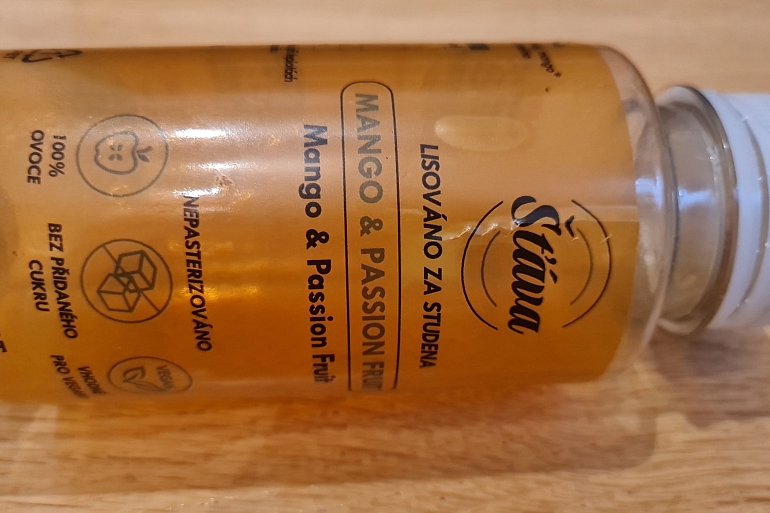 Šťáva
LISOVÁNO ZA STUDENA
MANGO & PASSION FRUIT
Mango & Passion Fruit
NEPASTERIZOVÁNO
100%
OVOCE
BEZ PŘIDANÉHO
CUKRU
VEGAN
VHODNÉ
PRO VEGANY